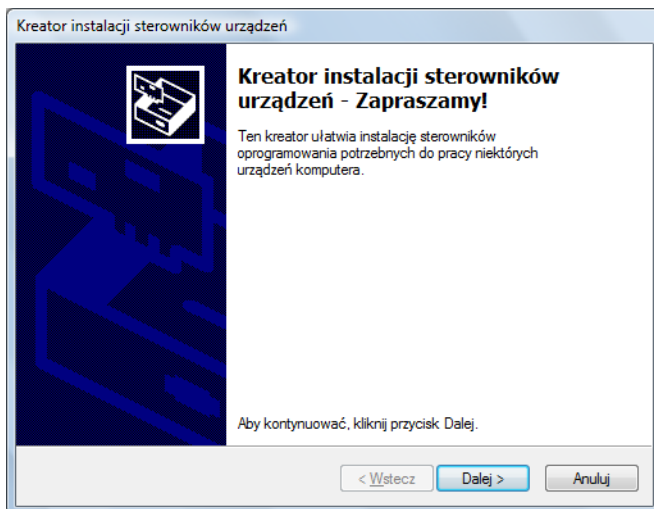 Kreator instalacji sterowników urządzeń
Kreator instalacji sterowników
urządzeń - Zapraszamy!
Ten kreator ułatwia instalację sterowników
oprogramowania potrzebnych do pracy niektórych
urządzeń komputera.
Aby kontynuować, kliknij przycisk Dalej.
< Wstecz Dalej > Anuluj